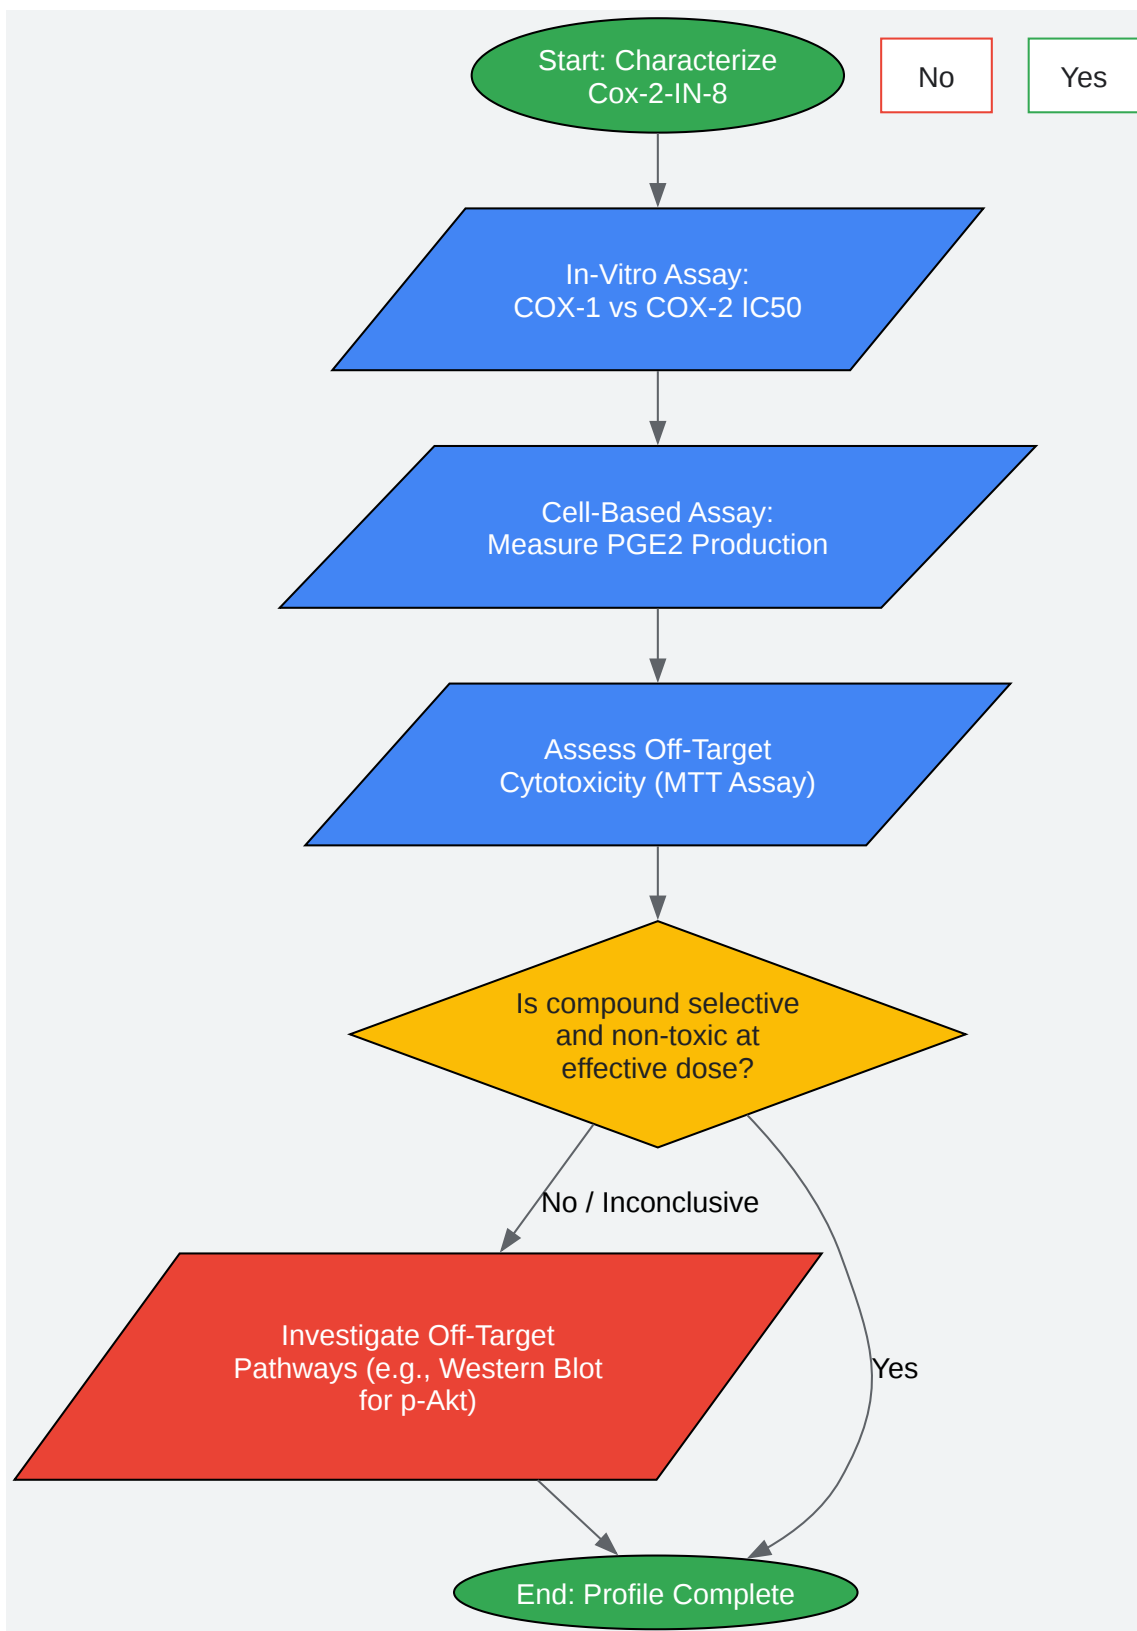 Start: Characterize
Cox-2-IN-8
No
Yes
In-Vitro Assay:
COX-1 vs COX-2 IC50
Cell-Based Assay:
Measure PGE2 Production
Assess Off-Target
Cytotoxicity (MTT Assay)
Is compound selective
and non-toxic at
effective dose?
No / Inconclusive
Investigate Off-Target
Pathways (e.g., Western Blot
for p-Akt)
Yes
End: Profile Complete